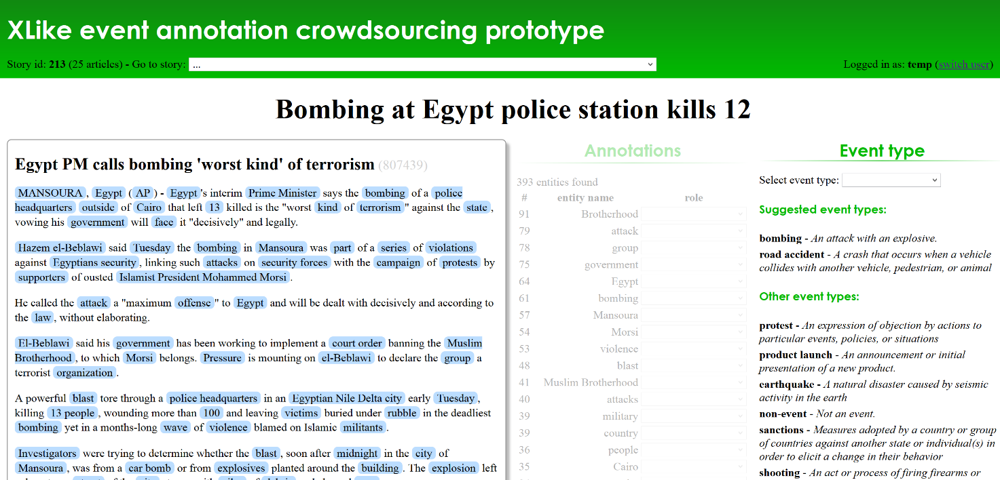 XLike event annotation crowdsourcing prototype
Story id: 213 (25 articles) - Go to story: ...
Logged in as: temp (switch user)
Bombing at Egypt police station kills 12
Egypt PM calls bombing 'worst kind' of terrorism (807439)
MANSOURA , Egypt ( AP ) - Egypt 's interim Prime Minister says the bombing of a police
headquarters outside of Cairo that left 13 killed is the "worst kind of terrorism " against the state ,
vowing his government will face it "decisively" and legally.
Hazem el-Beblawi said Tuesday the bombing in Mansoura was part of a series of violations
against Egyptians security , linking such attacks on security forces with the campaign of protests by
supporters of ousted Islamist President Mohammed Morsi .
He called the attack a "maximum offense " to Egypt and will be dealt with decisively and according to
the law , without elaborating.
El-Beblawi said his government has been working to implement a court order banning the Muslim
Brotherhood , to which Morsi belongs. Pressure is mounting on el-Beblawi to declare the group a
terrorist organization .
A powerful blast tore through a police headquarters in an Egyptian Nile Delta city early Tuesday ,
killing 13 people , wounding more than 100 and leaving victims buried under rubble in the deadliest
bombing yet in a months-long wave of violence blamed on Islamic militants .
Investigators were trying to determine whether the blast , soon after midnight in the city of
Mansoura , was from a car bomb or from explosives planted around the building . The explosion left
Annotations
393 entities found
# entity name role
91 Brotherhood
79 attack
78 group
75 government
64 Egypt
61 bombing
57 Mansoura
54 Morsi
53 violence
48 blast
41 Muslim Brotherhood
40 attacks
39 military
39 country
36 people
35 Cairo
Event type
Select event type:
Suggested event types:
bombing - An attack with an explosive.
road accident - A crash that occurs when a vehicle
collides with another vehicle, pedestrian, or animal
Other event types:
protest - An expression of objection by actions to
particular events, policies, or situations
product launch - An announcement or initial
presentation of a new product.
earthquake - A natural disaster caused by seismic
activity in the earth
non-event - Not an event.
sanctions - Measures adopted by a country or group
of countries against another state or individual(s) in
order to elicit a change in their behavior
shooting - An act or process of firing firearms or